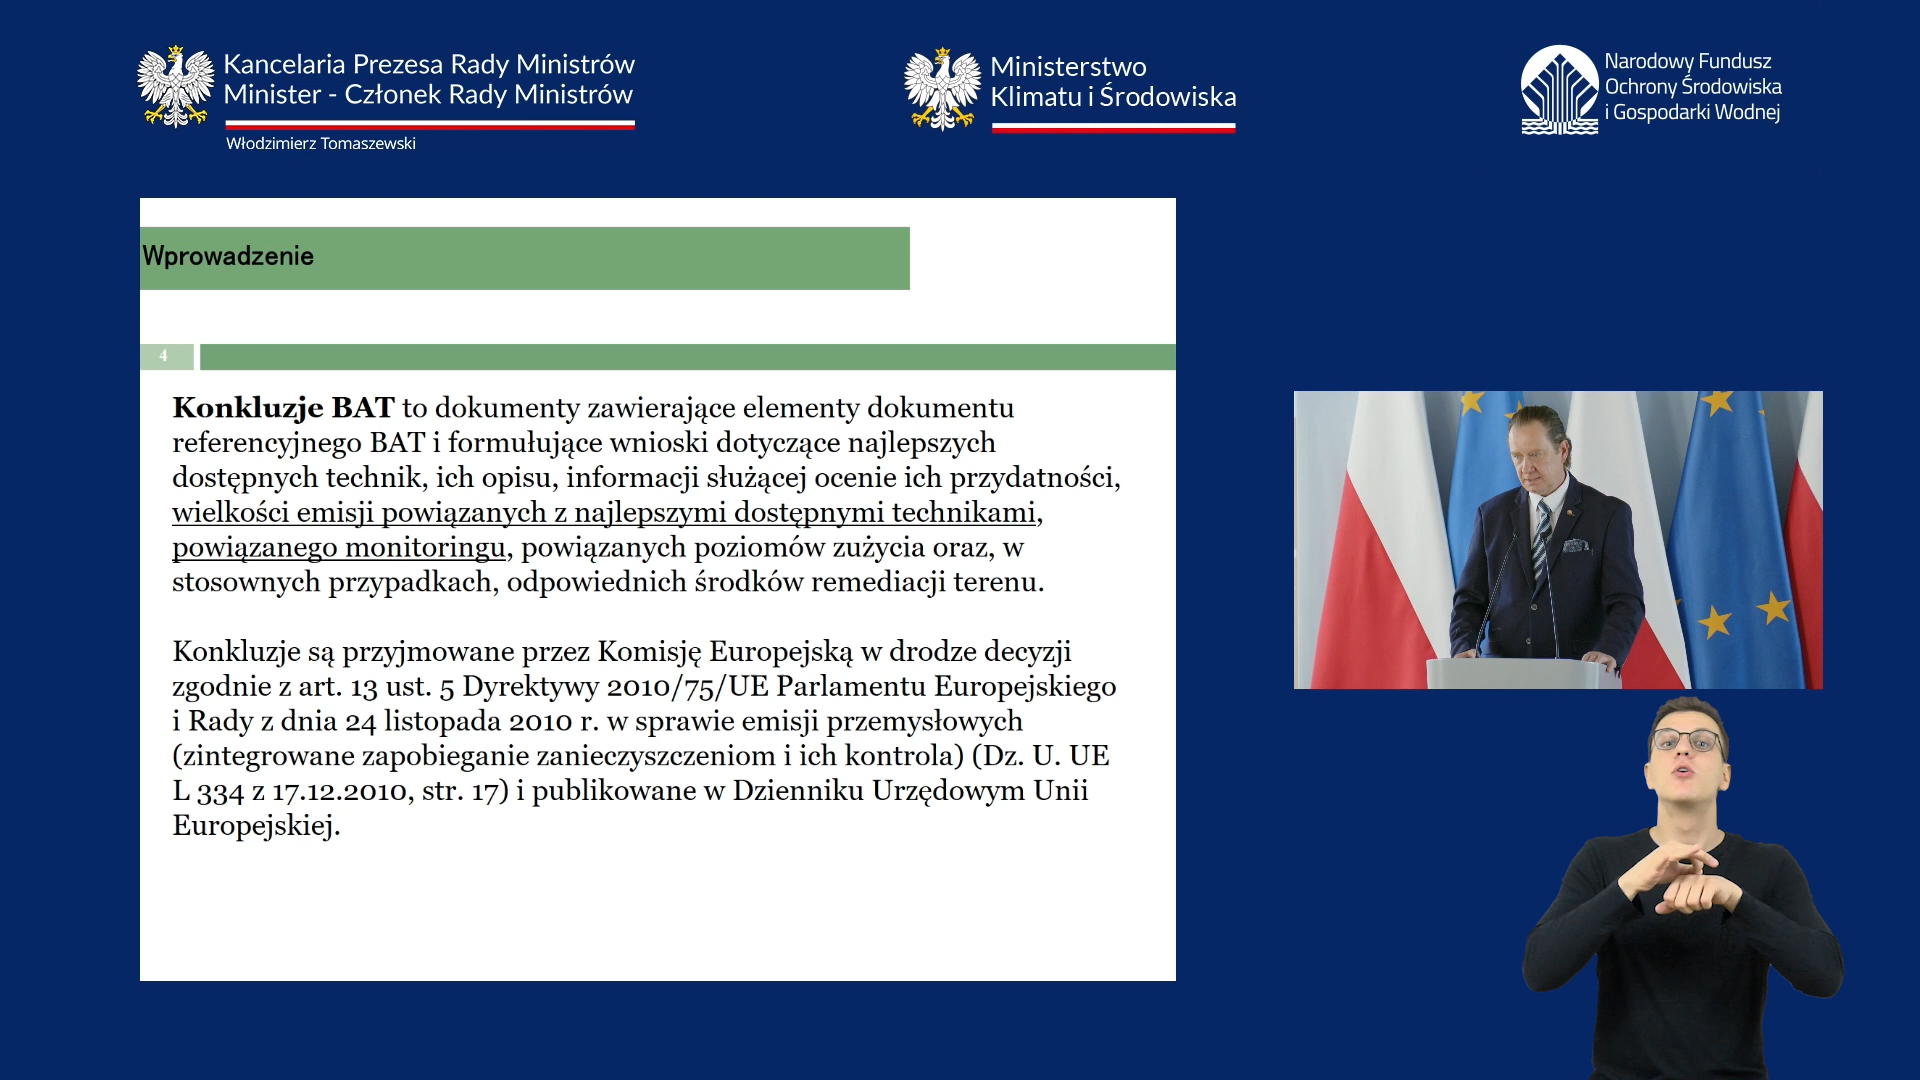 Kancelaria Prezesa Rady Ministrów
Minister - Członek Rady Ministrów
Włodzimierz Tomaszewski
Ministerstwo
Klimatu i Środowiska
Narodowy Fundusz
Ochrony Środowiska
i Gospodarki Wodnej
Wprowadzenie
4
Konkluzje BAT to dokumenty zawierające elementy dokumentu
referencyjnego BAT i formułujące wnioski dotyczące najlepszych
dostępnych technik, ich opisu, informacji służącej ocenie ich przydatności,
wielkości emisji powiązanych z najlepszymi dostępnymi technikami,
powiązanego monitoringu, powiązanych poziomów zużycia oraz, w
stosownych przypadkach, odpowiednich środków remediacji terenu.
Konkluzje są przyjmowane przez Komisję Europejską w drodze decyzji
zgodnie z art. 13 ust. 5 Dyrektywy 2010/75/UE Parlamentu Europejskiego
i Rady z dnia 24 listopada 2010 r. w sprawie emisji przemysłowych
(zintegrowane zapobieganie zanieczyszczeniom i ich kontrola) (Dz. U. UE
L 334 z 17.12.2010, str. 17) i publikowane w Dzienniku Urzędowym Unii
Europejskiej.